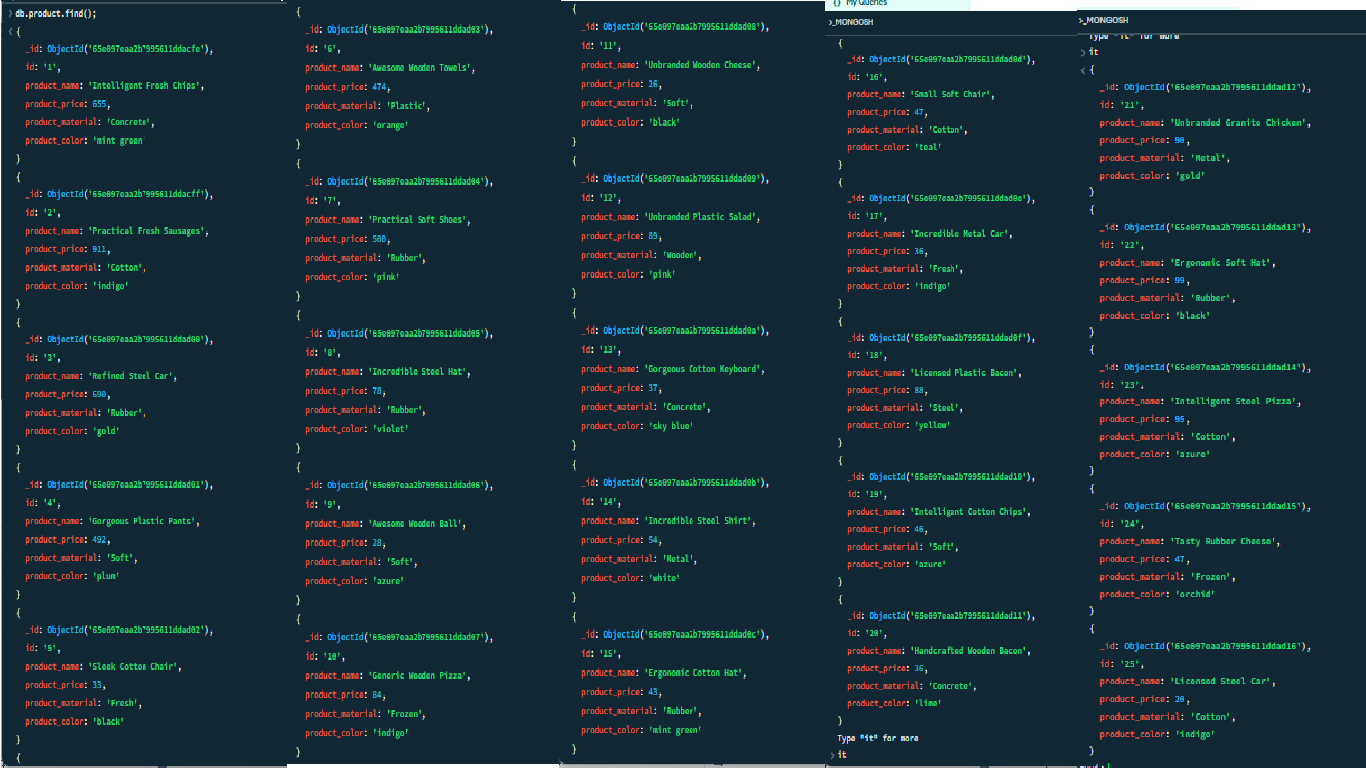 db.product.find();
{
_id: ObjectId('65e097eaa2b7995611ddacfe'),
id: '1',
product_name: 'Intelligent Fresh Chips',
product_price: 655,
product_material: 'Concrete',
product_color: 'mint green'
}
{
_id: ObjectId('65e097eaa2b7995611ddacff'),
id: '2',
product_name: 'Practical Fresh Sausages',
product_price: 911,
product_material: 'Cotton',
product_color: 'indigo'
}
{
_id: ObjectId('65e097eaa2b7995611ddad00'),
id: '3',
product_name: 'Refined Steel Car',
product_price: 690,
product_material: 'Rubber',
product_color: 'gold'
}
{
_id: ObjectId('65e097eaa2b7995611ddad01'),
id: '4',
product_name: 'Gorgeous Plastic Pants',
product_price: 492,
product_material: 'Soft',
product_color: 'plum'
}
{
_id: ObjectId('65e097eaa2b7995611ddad02'),
id: '5',
product_name: 'Sleek Cotton Chair',
product_price: 33,
product_material: 'Fresh',
product_color: 'black'
}
{
{
_id: ObjectId('65e097eaa2b7995611ddad03'),
id: '6',
product_name: 'Awesome Wooden Towels',
product_price: 474,
product_material: 'Plastic',
product_color: 'orange'
}
{
_id: ObjectId('65e097eaa2b7995611ddad04'),
id: '7',
product_name: 'Practical Soft Shoes',
product_price: 500,
product_material: 'Rubber',
product_color: 'pink'
}
{
_id: ObjectId('65e097eaa2b7995611ddad05'),
id: '8',
product_name: 'Incredible Steel Hat',
product_price: 78,
product_material: 'Rubber',
product_color: 'violet'
}
{
_id: ObjectId('65e097eaa2b7995611ddad06'),
id: '9',
product_name: 'Awesome Wooden Ball',
product_price: 28,
product_material: 'Soft',
product_color: 'azure'
}
{
_id: ObjectId('65e097eaa2b7995611ddad07'),
id: '10',
product_name: 'Generic Wooden Pizza',
product_price: 84,
product_material: 'Frozen',
product_color: 'indigo'
}
{
_id: ObjectId('65e097eaa2b7995611ddad08'),
id: '11',
product_name: 'Unbranded Wooden Cheese',
product_price: 26,
product_material: 'Soft',
product_color: 'black'
}
{
_id: ObjectId('65e097eaa2b7995611ddad09'),
id: '12',
product_name: 'Unbranded Plastic Salad',
product_price: 89,
product_material: 'Wooden',
product_color: 'pink'
}
{
_id: ObjectId('65e097eaa2b7995611ddad0a'),
id: '13',
product_name: 'Gorgeous Cotton Keyboard',
product_price: 37,
product_material: 'Concrete',
product_color: 'sky blue'
}
{
_id: ObjectId('65e097eaa2b7995611ddad0b'),
id: '14',
product_name: 'Incredible Steel Shirt',
product_price: 54,
product_material: 'Metal',
product_color: 'white'
}
{
_id: ObjectId('65e097eaa2b7995611ddad0c'),
id: '15',
product_name: 'Ergonomic Cotton Hat',
product_price: 43,
product_material: 'Rubber',
product_color: 'mint green'
}
{} My Queries
>_MONGOSH
{
_id: ObjectId('65e097eaa2b7995611ddad0d'),
id: '16',
product_name: 'Small Soft Chair',
product_price: 47,
product_material: 'Cotton',
product_color: 'teal'
}
{
_id: ObjectId('65e097eaa2b7995611ddad0e'),
id: '17',
product_name: 'Incredible Metal Car',
product_price: 36,
product_material: 'Fresh',
product_color: 'indigo'
}
{
_id: ObjectId('65e097eaa2b7995611ddad0f'),
id: '18',
product_name: 'Licensed Plastic Bacon',
product_price: 88,
product_material: 'Steel',
product_color: 'yellow'
}
{
_id: ObjectId('65e097eaa2b7995611ddad10'),
id: '19',
product_name: 'Intelligent Cotton Chips',
product_price: 46,
product_material: 'Soft',
product_color: 'azure'
}
{
_id: ObjectId('65e097eaa2b7995611ddad11'),
id: '20',
product_name: 'Handcrafted Wooden Bacon',
product_price: 36,
product_material: 'Concrete',
product_color: 'lime'
}
Type "it" for more
it
>_MONGOSH
Type "it" for more
it
{
_id: ObjectId("65e097eaa2b7995611ddad12"),
id: "21",
product_name: "Unbranded Granite Chicken",
product_price: 90,
product_material: "Metal",
product_color: "gold"
}
{
_id: ObjectId("65e097eaa2b7995611ddad13"),
id: "22",
product_name: "Ergonomic Soft Hat",
product_price: 99,
product_material: "Rubber",
product_color: "black"
}
{
_id: ObjectId("65e097eaa2b7995611ddad14"),
id: "23",
product_name: "Intelligent Steel Pizza",
product_price: 95,
product_material: "Cotton",
product_color: "azure"
}
{
_id: ObjectId("65e097eaa2b7995611ddad15"),
id: "24",
product_name: "Tasty Rubber Cheese",
product_price: 47,
product_material: "Frozen",
product_color: "orchid"
}
{
_id: ObjectId("65e097eaa2b7995611ddad16"),
id: "25",
product_name: "Licensed Steel Car",
product_price: 20,
product_material: "Cotton",
product_color: "indigo"
}